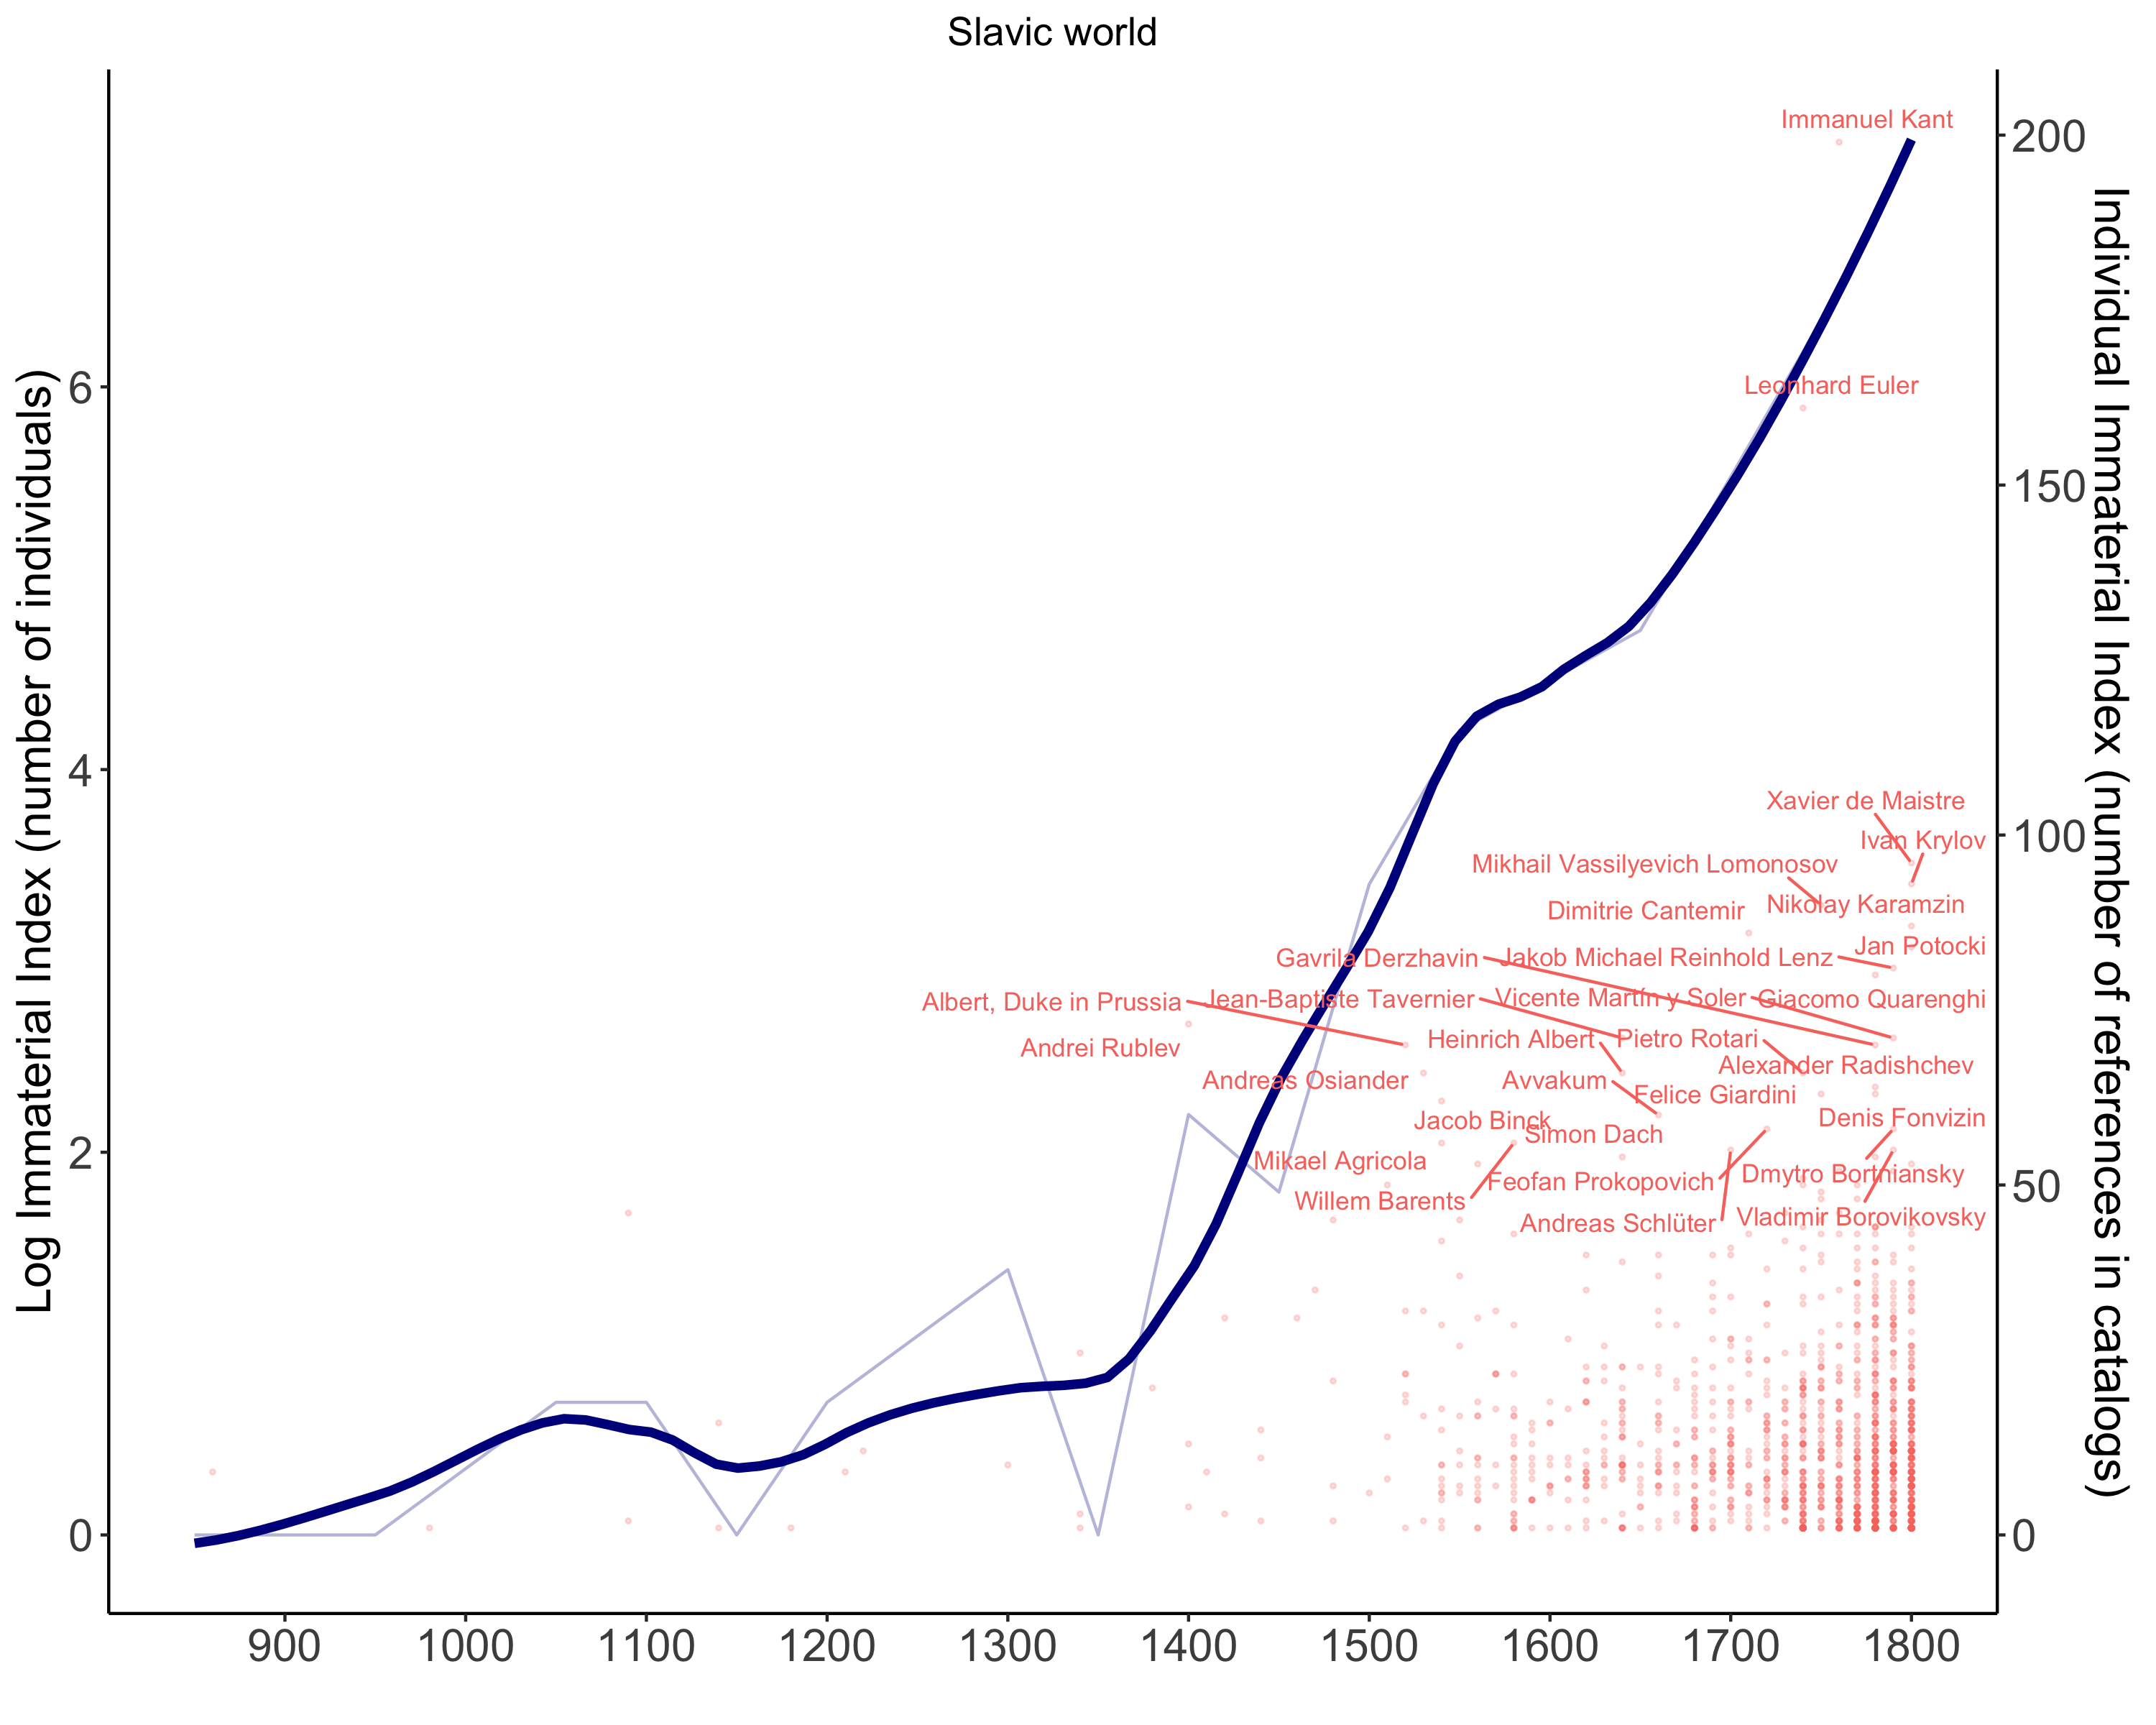 Slavic world
Log Immaterial Index (number of individuals)
6
4
2
0
900
1000
1100
1200
1300
1400
1500
1600
1700
1800
200
150
100
50
0
Individual Immaterial Index (number of references in catalogs)
Immanuel Kant
Leonhard Euler
Xavier de Maistre
Ivan Krylov
Mikhail Vassilyevich Lomonosov
Nikolay Karamzin
Dimitrie Cantemir
Jan Potocki
Gavrila Derzhavin
Jakob Michael Reinhold Lenz
Albert, Duke in Prussia
Jean-Baptiste Tavernier
Vicente Martín y Soler
Giacomo Quarenghi
Andrei Rublev
Heinrich Albert
Pietro Rotari
Alexander Radishchev
Andreas Osiander
Avvakum
Felice Giardini
Jacob Binck
Simon Dach
Denis Fonvizin
Mikael Agricola
Feofan Prokopovich
Dmytro Bortniansky
Willem Barents
Andreas Schlüter
Vladimir Borovikovsky